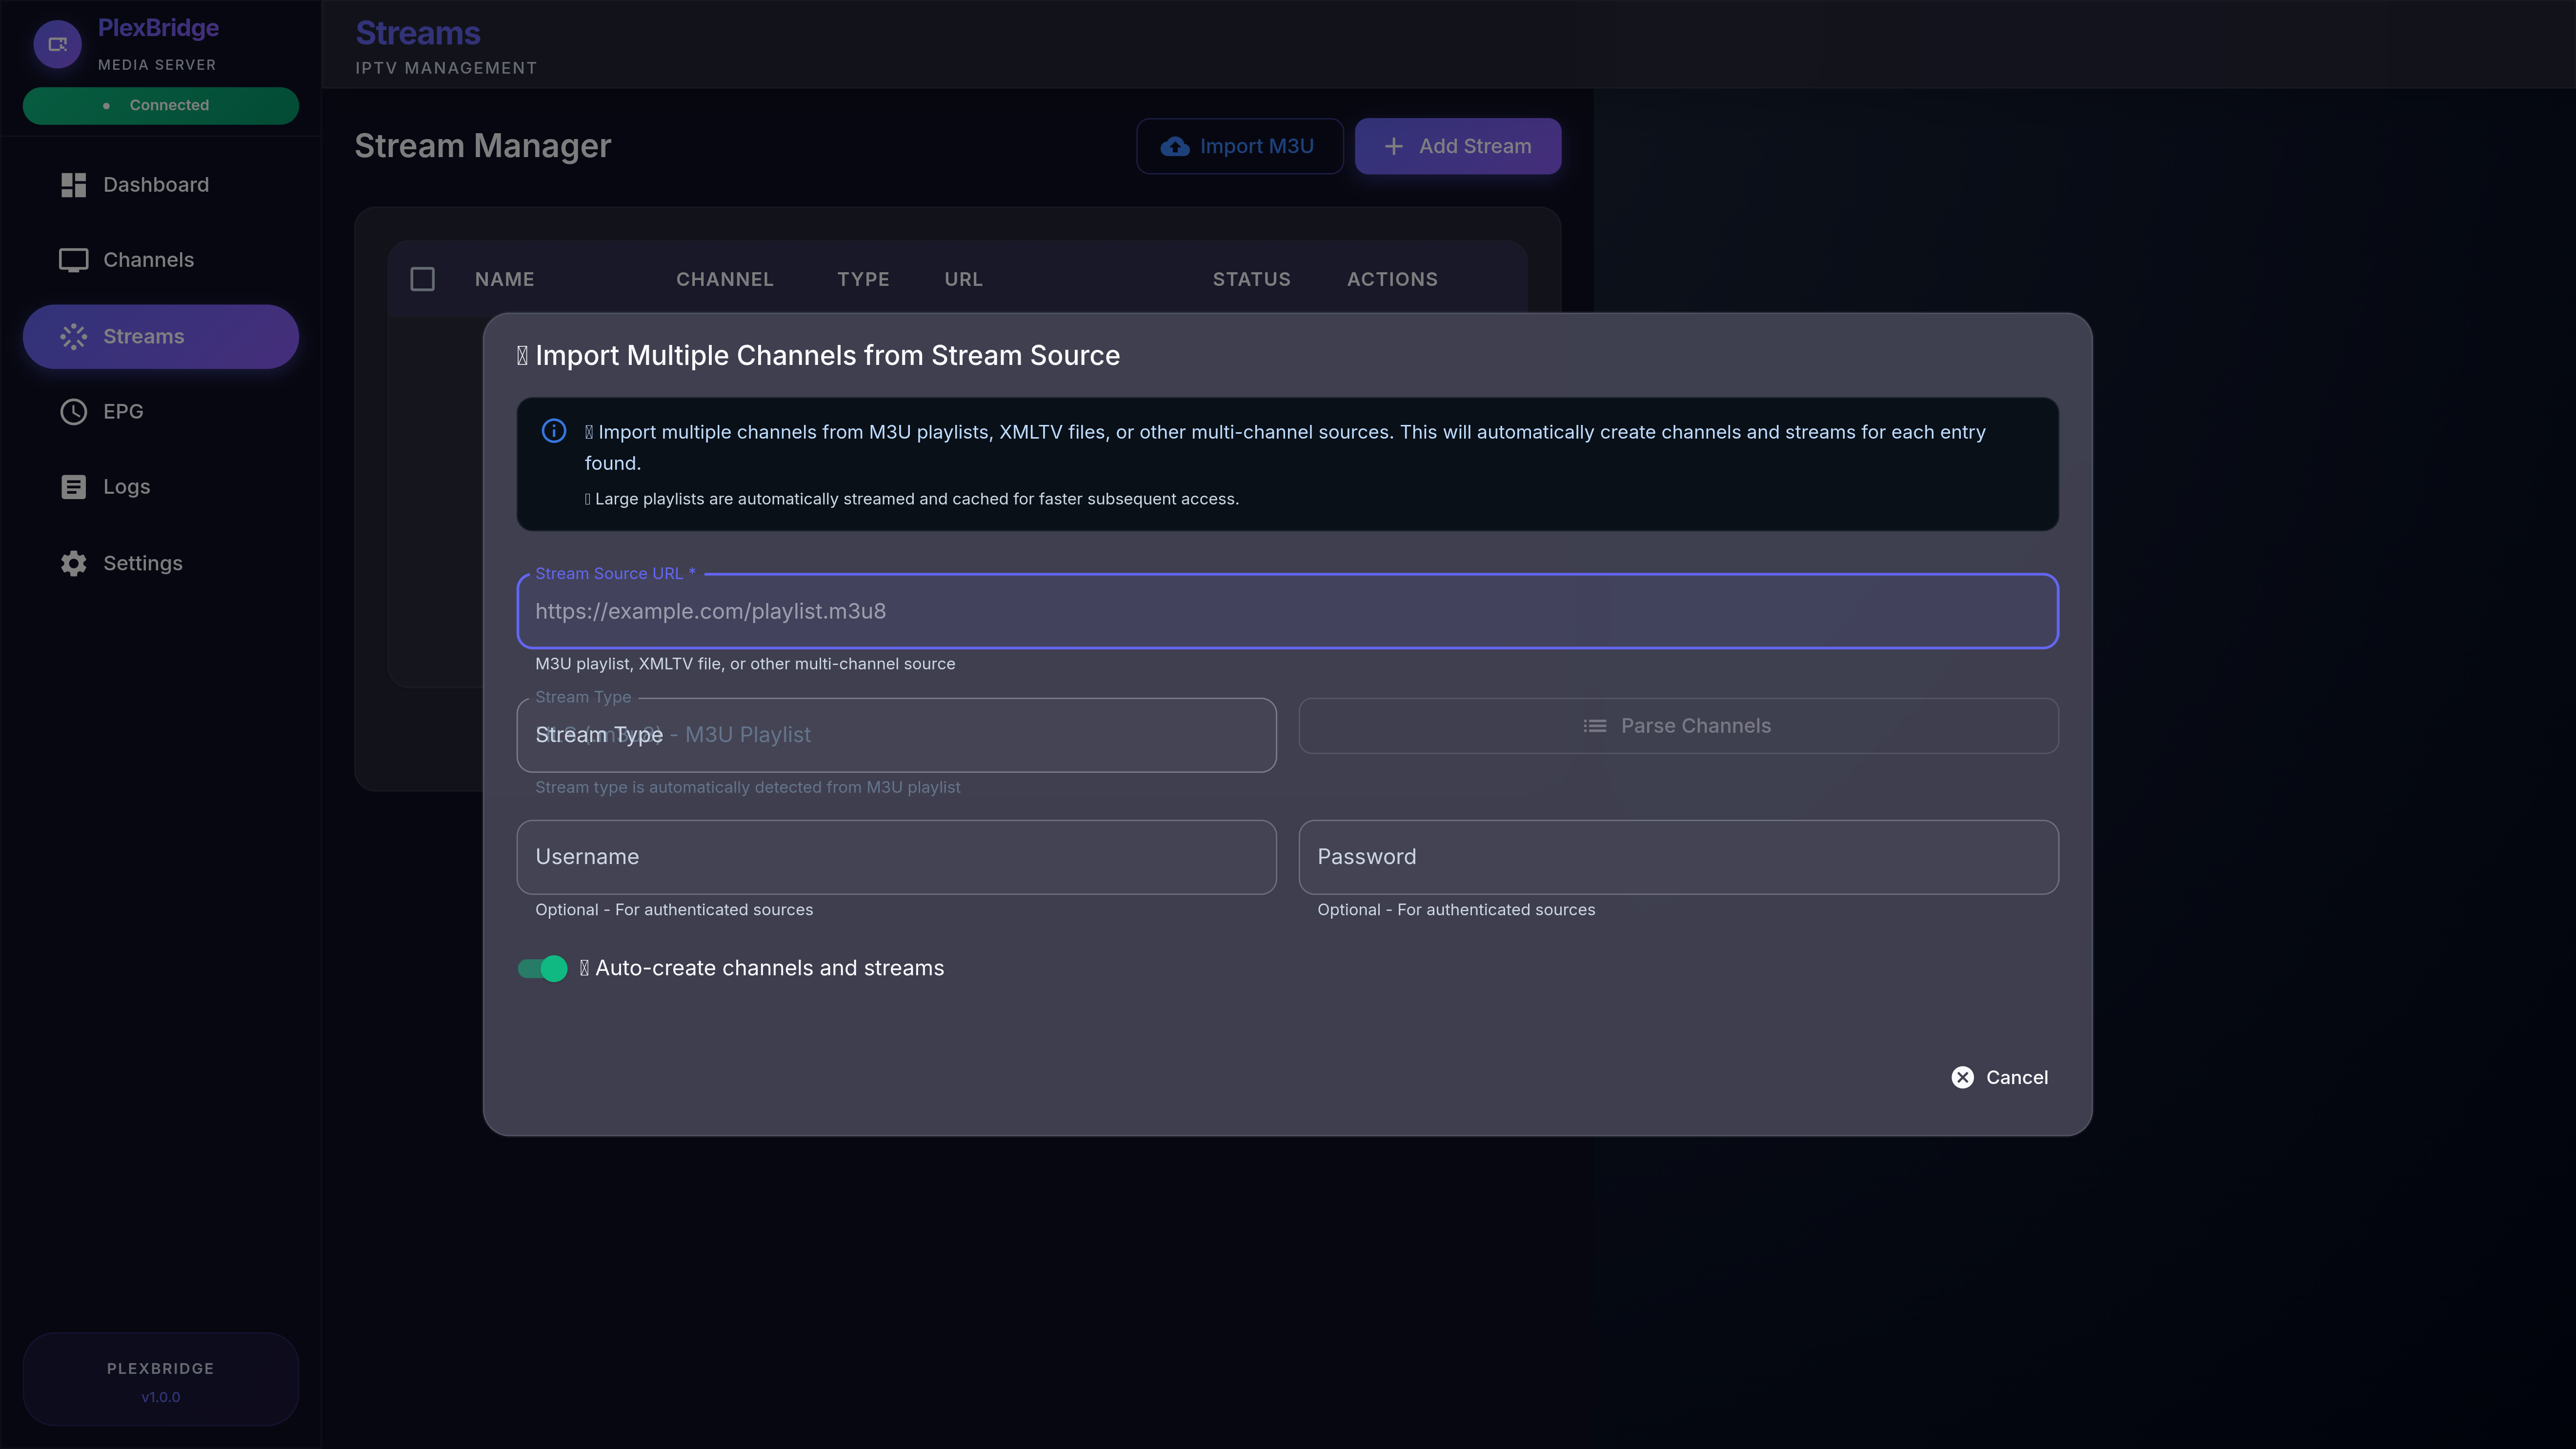 PlexBridge
MEDIA SERVER
Connected
Dashboard
Channels
Streams
EPG
Logs
Settings
PLEXBRIDGE
v1.0.0
Streams
IPTV MANAGEMENT
Stream Manager
Import M3U
Add Stream
NAME CHANNEL TYPE URL STATUS ACTIONS
Import Multiple Channels from Stream Source
Import multiple channels from M3U playlists, XMLTV files, or other multi-channel sources. This will automatically create channels and streams for each entry
found.
Large playlists are automatically streamed and cached for faster subsequent access.
Stream Source URL *
https://example.com/playlist.m3u8
M3U playlist, XMLTV file, or other multi-channel source
Stream Type
Stream Type - M3U Playlist
Parse Channels
Stream type is automatically detected from M3U playlist
Username
Password
Optional - For authenticated sources
Optional - For authenticated sources
Auto-create channels and streams
Cancel